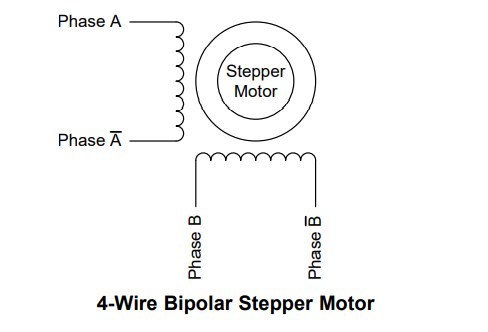 Phase A
Stepper
Motor
Phase A̅
Phase B
Phase B̅
4-Wire Bipolar Stepper Motor